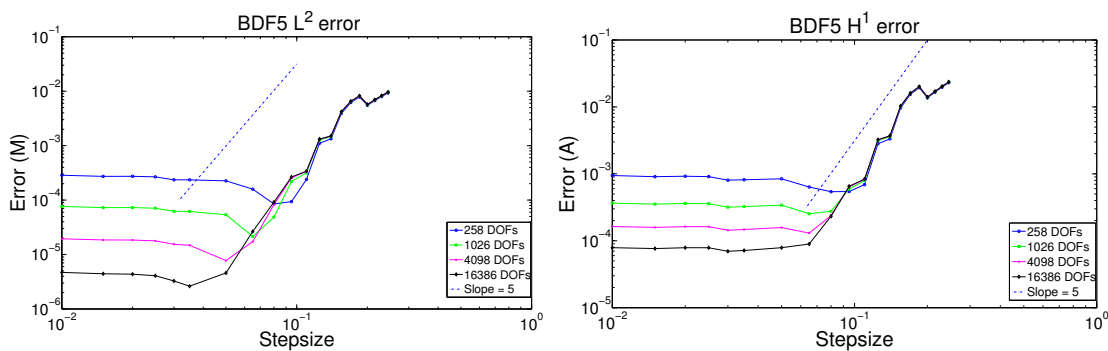 BDF5 L² error
10⁻¹
10⁻²
10⁻³
10⁻⁴
10⁻⁵
10⁻⁶
Error (M)
10⁻²
10⁻¹
10⁰
Stepsize
258 DOFs
1026 DOFs
4098 DOFs
16386 DOFs
Slope = 5
BDF5 H¹ error
10⁻¹
10⁻²
10⁻³
10⁻⁴
10⁻⁵
Error (A)
10⁻²
10⁻¹
10⁰
Stepsize
258 DOFs
1026 DOFs
4098 DOFs
16386 DOFs
Slope = 5